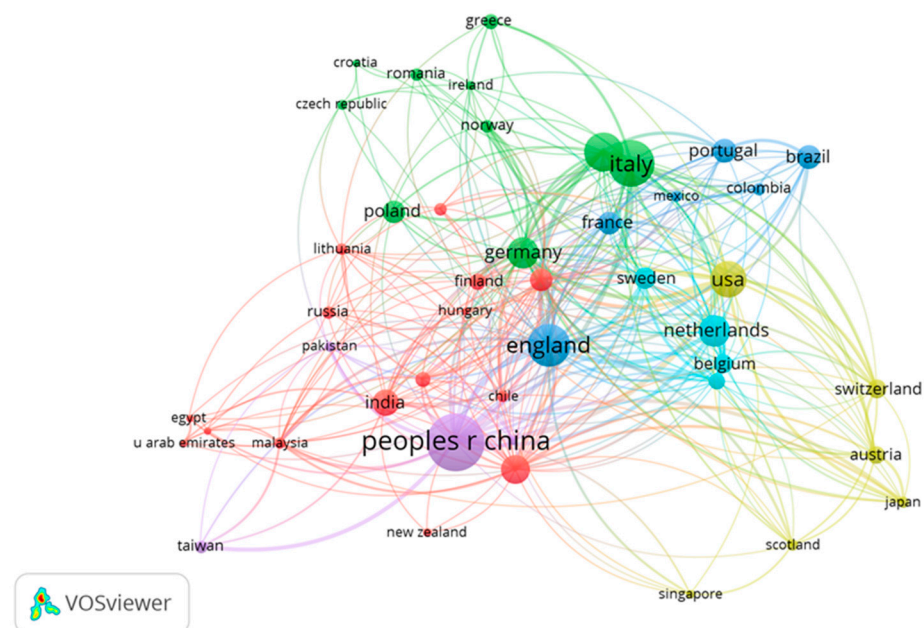 greece
croatia
romania
ireland
czech republic
norway
italy
portugal
brazil
colombia
mexico
poland
france
lithuania
germany
finland
sweden
usa
russia
hungary
netherlands
pakistan
england
belgium
chile
switzerland
india
egypt
u arab emirates
malaysia
peoples r china
austria
japan
new zealand
taiwan
scotland
singapore
VOSviewer